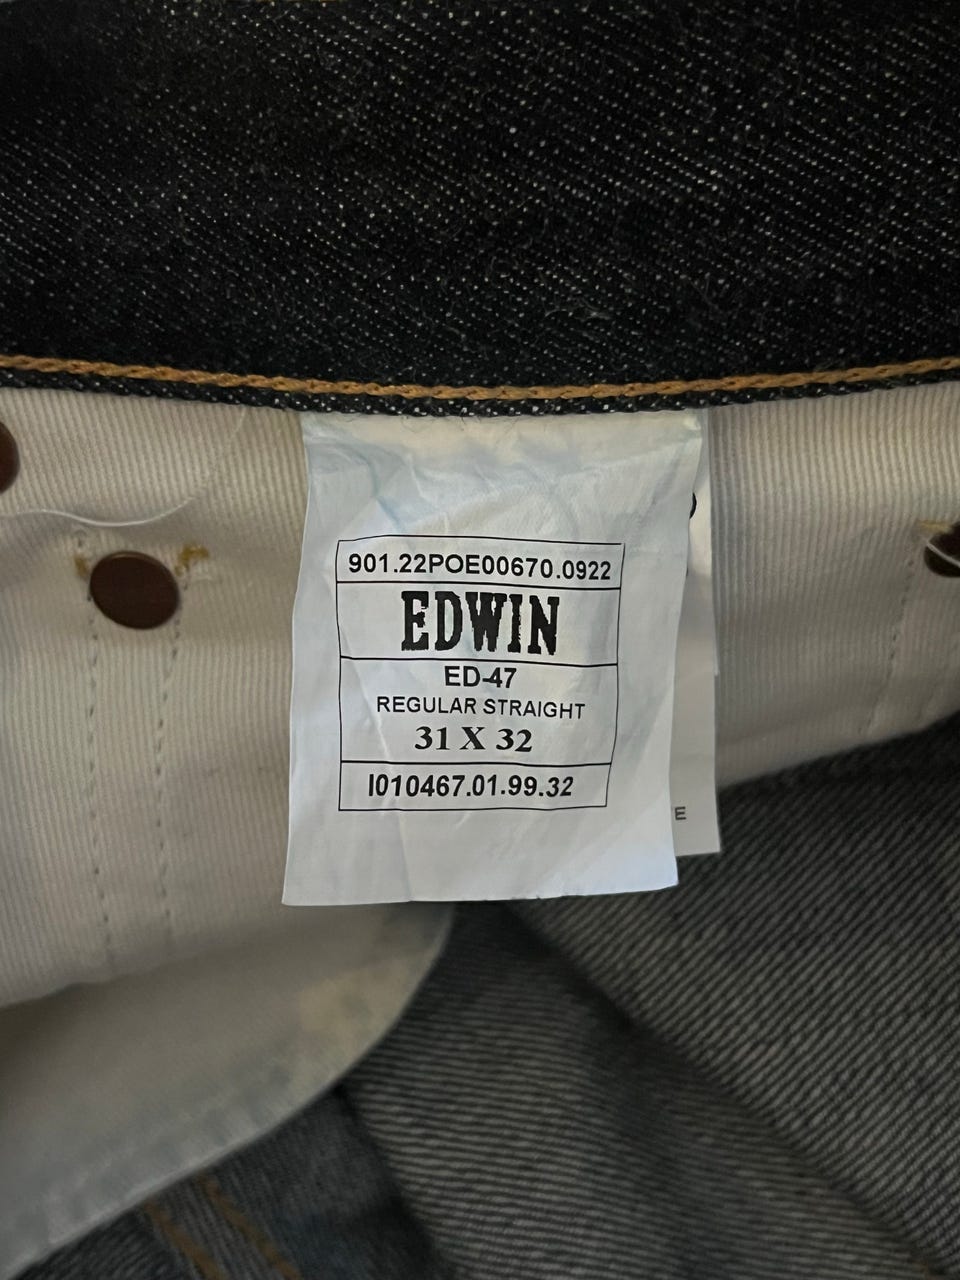 901.22POE00670.0922
EDWIN
ED-47
REGULAR STRAIGHT
31 X 32
I010467.01.99.32
E